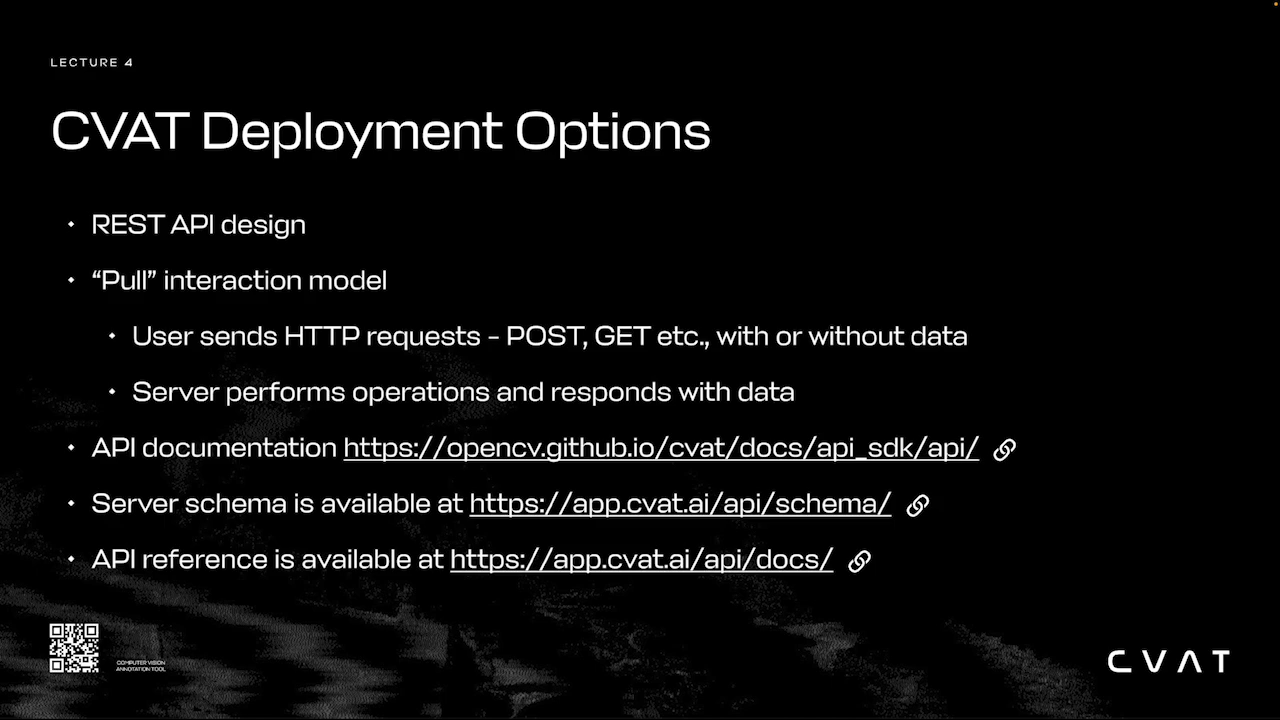 LECTURE 4
CVAT Deployment Options
• REST API design
• “Pull” interaction model
• User sends HTTP requests - POST, GET etc., with or without data
• Server performs operations and responds with data
• API documentation https://opencv.github.io/cvat/docs/api_sdk/api/
• Server schema is available at https://app.cvat.ai/api/schema/
• API reference is available at https://app.cvat.ai/api/docs/
COMPUTER VISION
ANNOTATION TOOL
CVAT